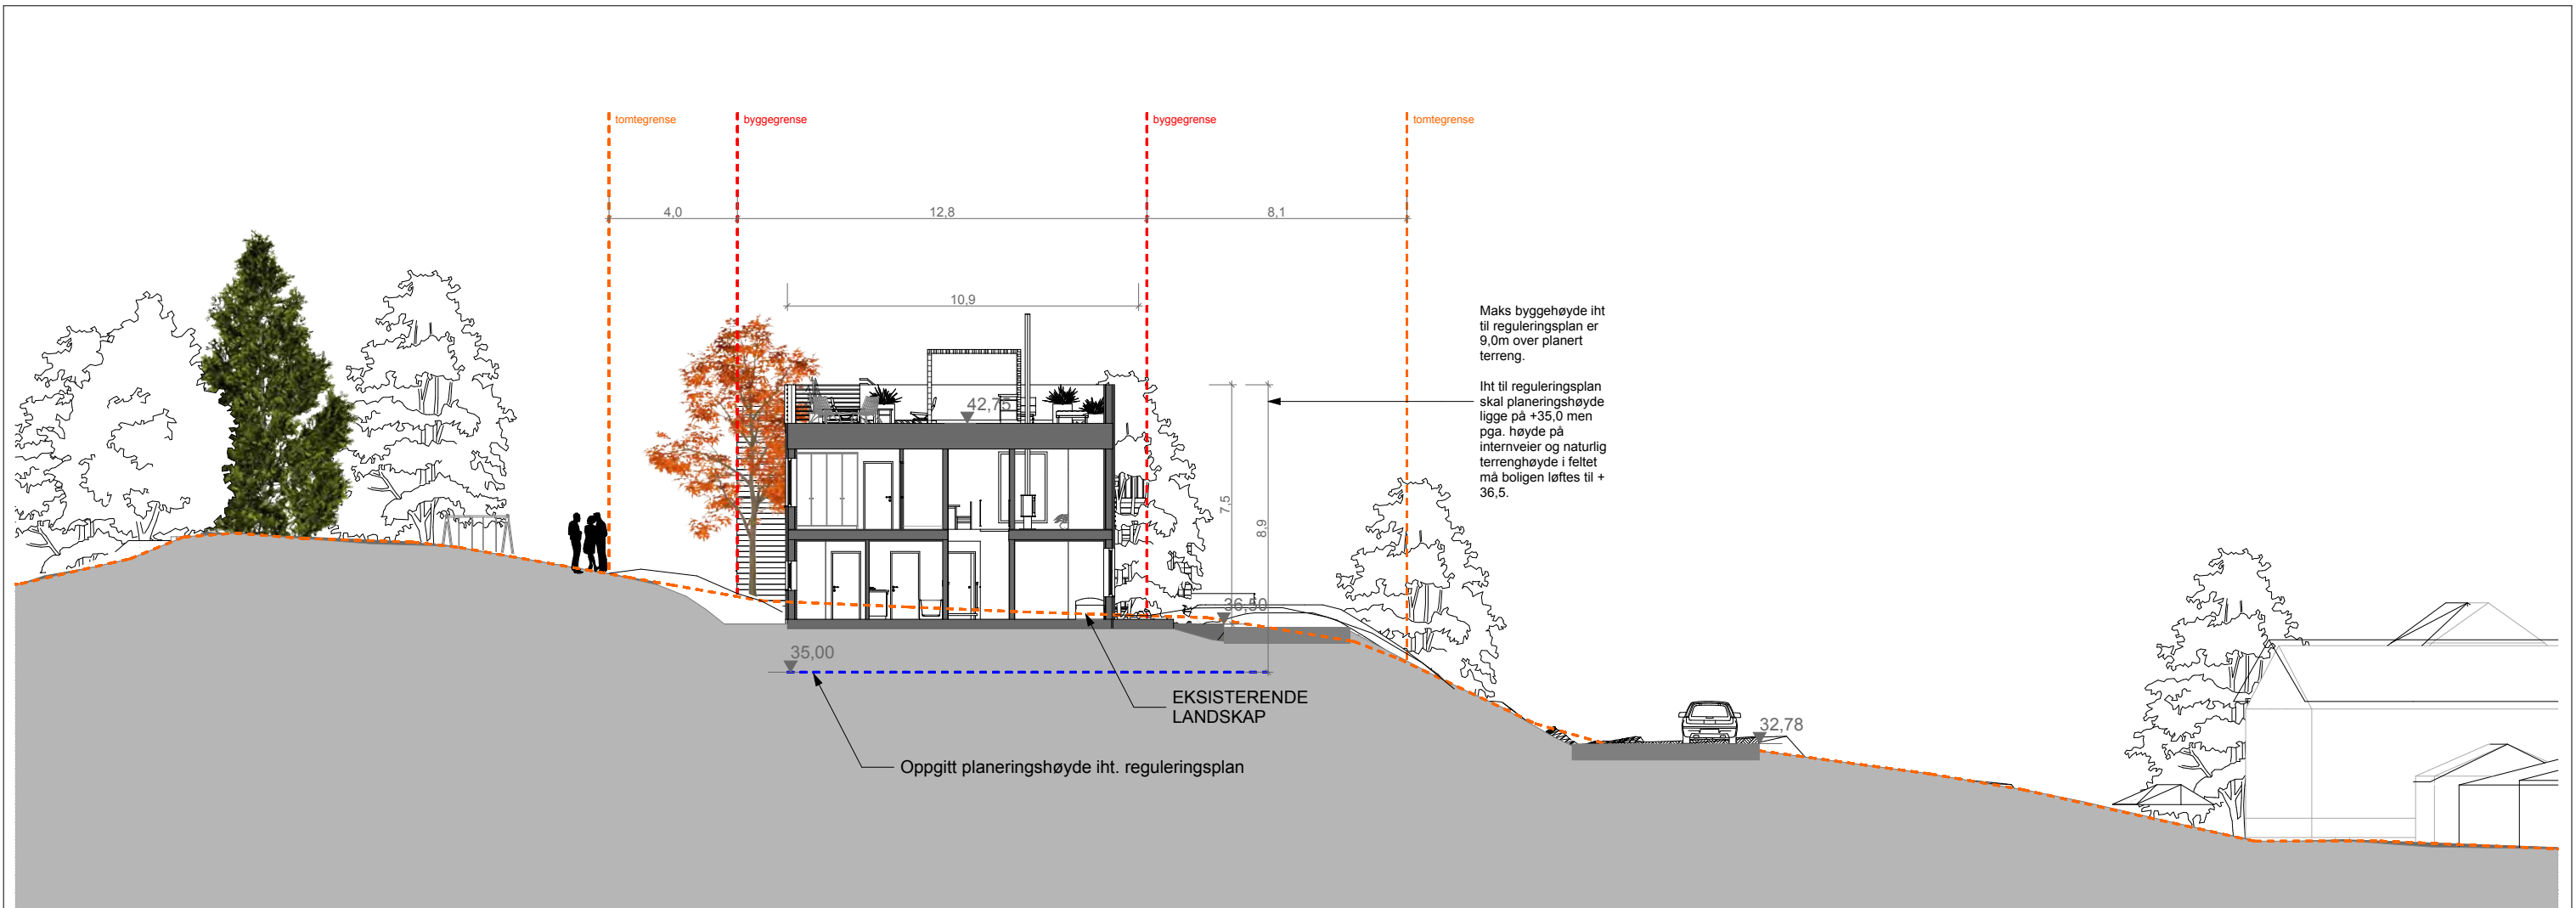 tomtegrense
byggegrense
byggegrense
tomtegrense
4,0
12,8
8,1
10,9
Maks byggehøyde iht
til reguleringsplan er
9,0m over planert
terreng.
Iht til reguleringsplan
skal planeringshøyde
ligge på +35,0 men
pga. høyde på
internveier og naturlig
terrenghøyde i feltet
må boligen løftes til +
36,5.
42,75
7,5
8,9
36,50
35,00
EKSISTERENDE
LANDSKAP
32,78
Oppgitt planeringshøyde iht. reguleringsplan